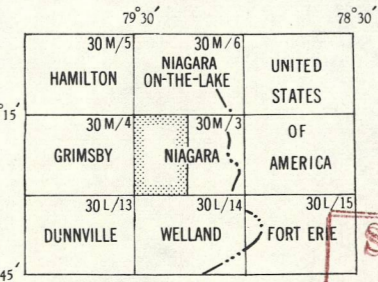 79°30′ 78°30′
30 M/5 30 M/6
HAMILTON NIAGARA ON-THE-LAKE UNITED STATES
15′
30 M/4 30 M/3
GRIMSBY NIAGARA OF AMERICA
30 L/13 30 L/14 30 L/15
DUNNVILLE WELLAND FORT ERIE
45′